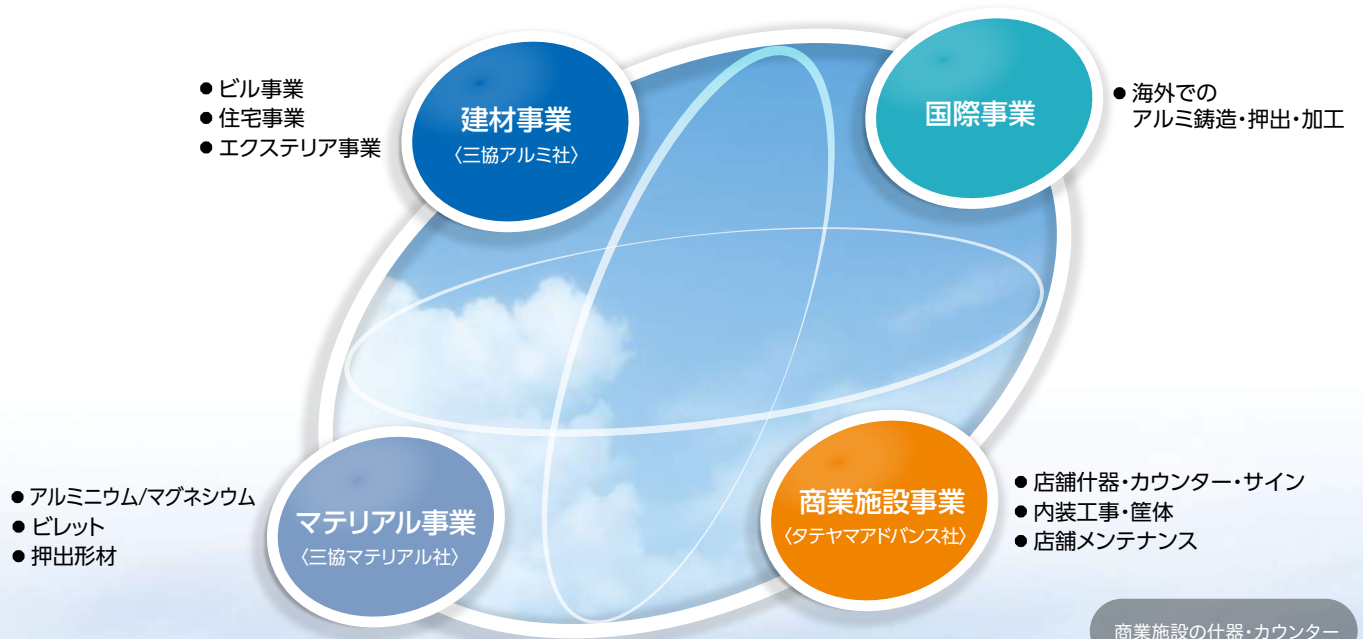 ● ビル事業
● 住宅事業
● エクステリア事業
建材事業
〈三協アルミ社〉
国際事業
● 海外での
アルミ鋳造・押出・加工
● アルミニウム/マグネシウム
● ビレット
● 押出形材
マテリアル事業
〈三協マテリアル社〉
商業施設事業
〈タテヤマアドバンス社〉
● 店舗什器・カウンター・サイン
● 内装工事・筐体
● 店舗メンテナンス
商業施設の什器・カウンター